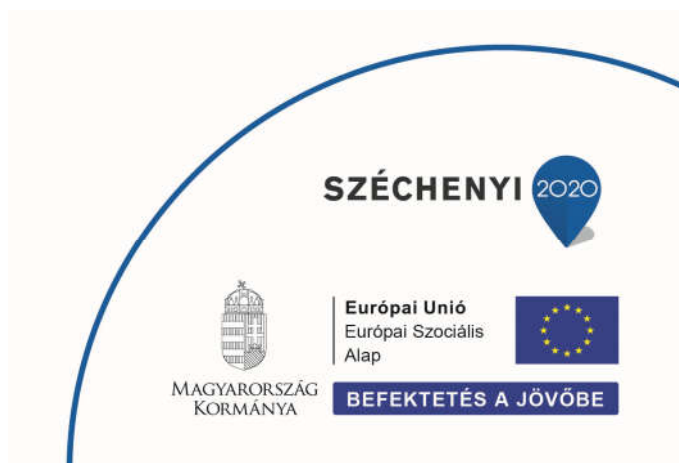 SZÉCHENYI 2020
Európai Unió
Európai Szociális
Alap
MAGYARORSZÁG
KORMÁNYA
BEFEKTETÉS A JÖVŐBE